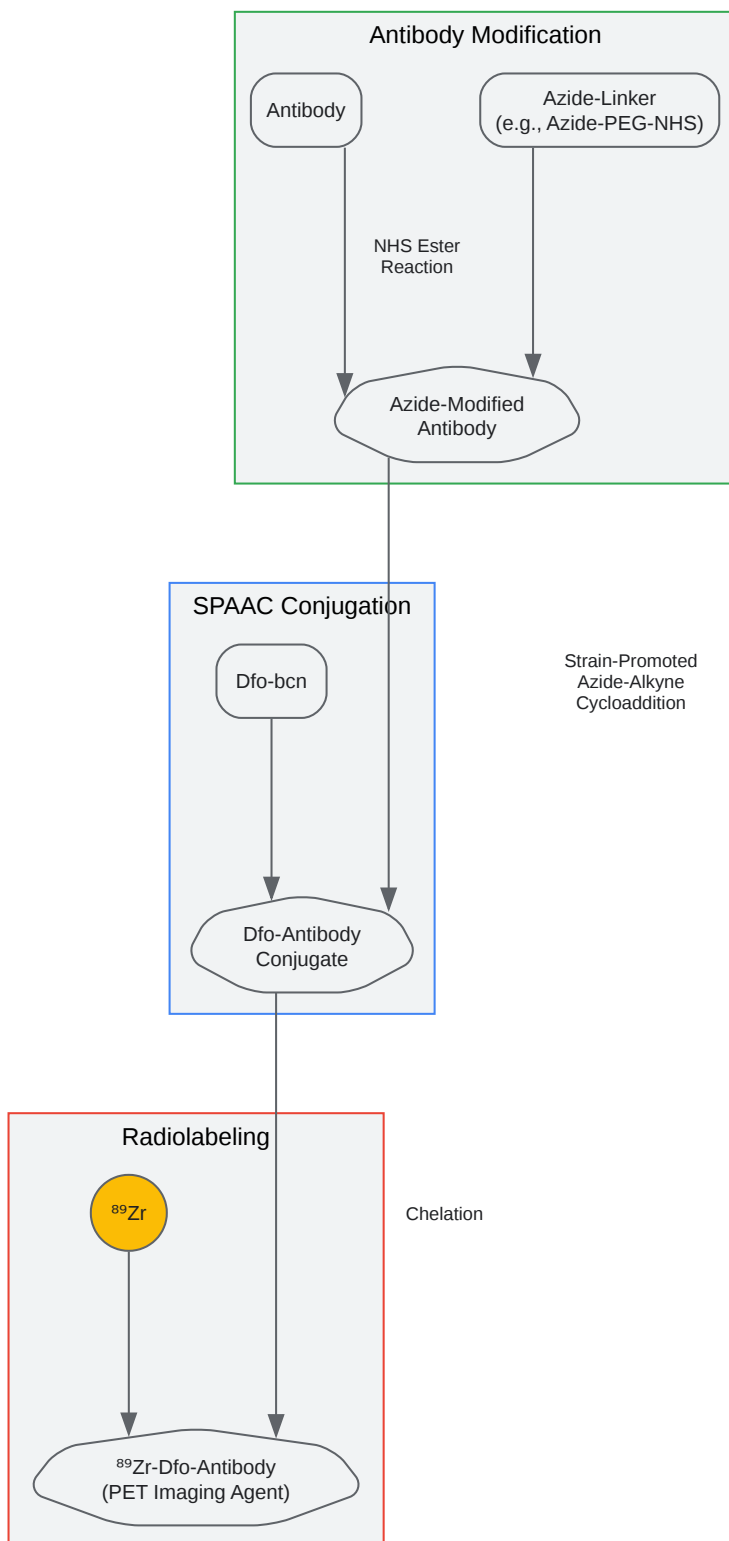 Antibody Modification
Antibody
Azide-Linker
(e.g., Azide-PEG-NHS)
NHS Ester
Reaction
Azide-Modified
Antibody
SPAAC Conjugation
Dfo-bcn
Strain-Promoted
Azide-Alkyne
Cycloaddition
Dfo-Antibody
Conjugate
Radiolabeling
⁸⁹Zr
Chelation
⁸⁹Zr-Dfo-Antibody
(PET Imaging Agent)